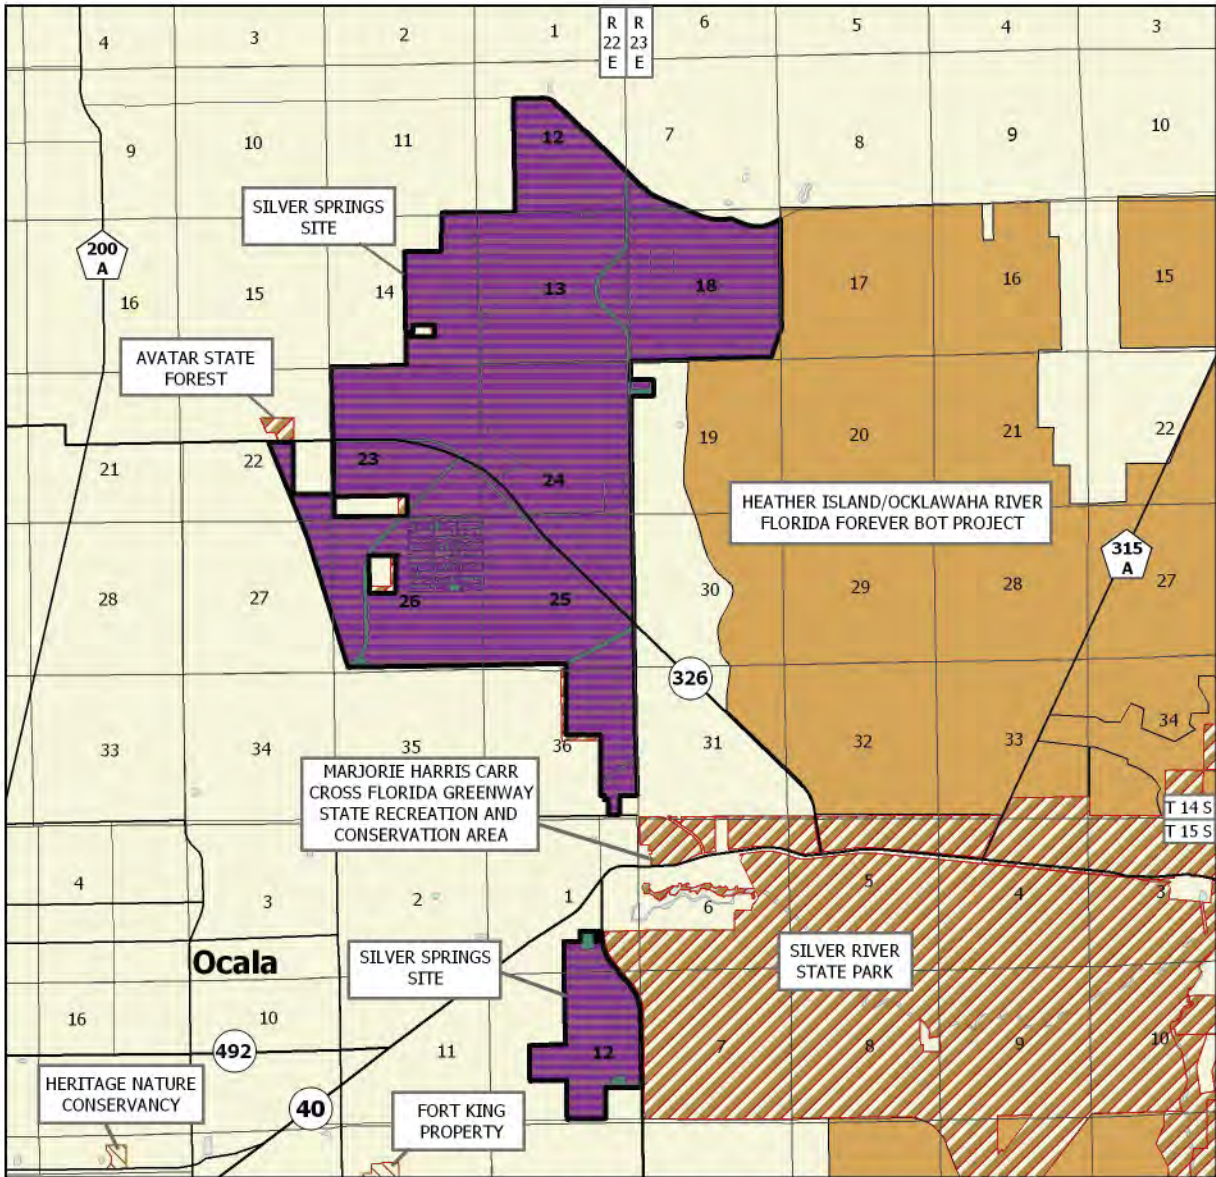 4
3
2
1
R
22
E
R
23
E
6
5
4
3
9
10
11
12
7
8
9
10
SILVER SPRINGS
SITE
200
A
16
15
14
13
18
17
16
15
AVATAR STATE
FOREST
21
22
23
24
19
20
21
22
HEATHER ISLAND/OCKLAWAHA RIVER
FLORIDA FOREVER BOT PROJECT
315
A
28
27
26
25
30
29
28
27
326
33
34
35
36
31
32
33
34
MARJORIE HARRIS CARR
CROSS FLORIDA GREENWAY
STATE RECREATION AND
CONSERVATION AREA
T 14 S
T 15 S
4
3
2
1
6
5
4
3
Ocala
SILVER SPRINGS
SITE
SILVER RIVER
STATE PARK
16
10
11
12
7
8
9
10
492
40
HERITAGE NATURE
CONSERVANCY
FORT KING
PROPERTY